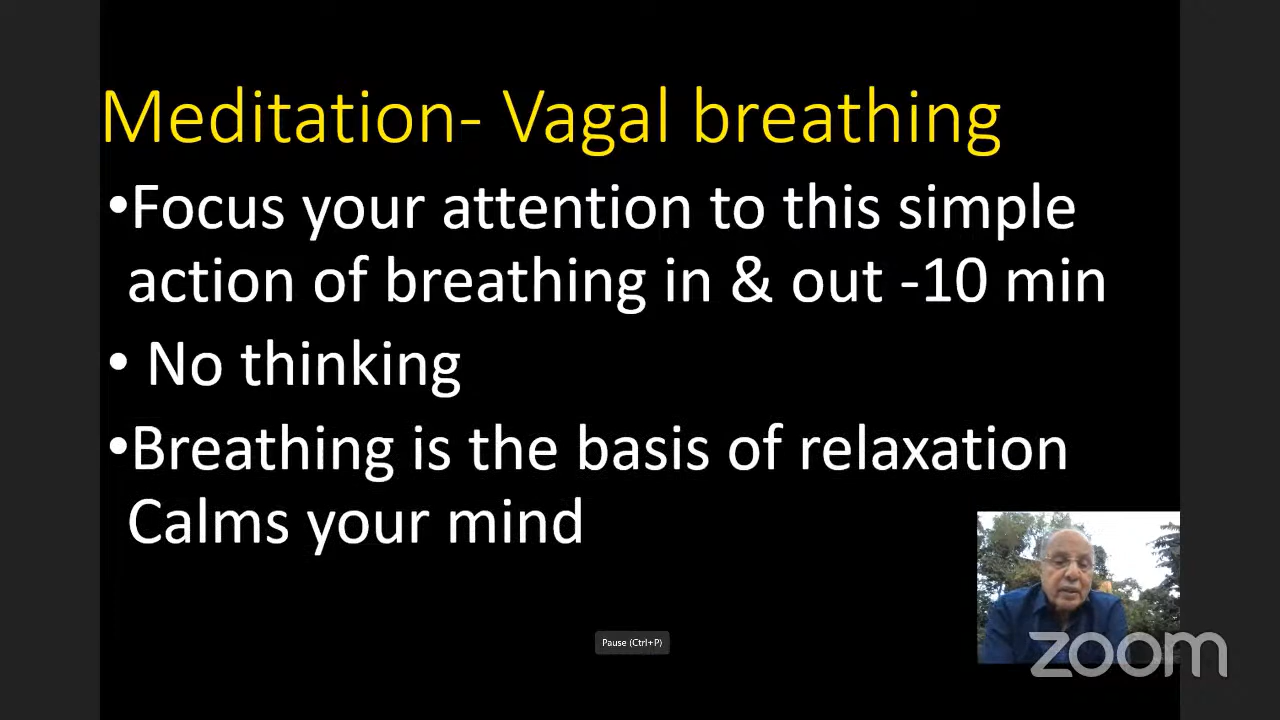 Meditation- Vagal breathing
•Focus your attention to this simple
action of breathing in & out -10 min
• No thinking
•Breathing is the basis of relaxation
Calms your mind
Pause (Ctrl+P)
zoom